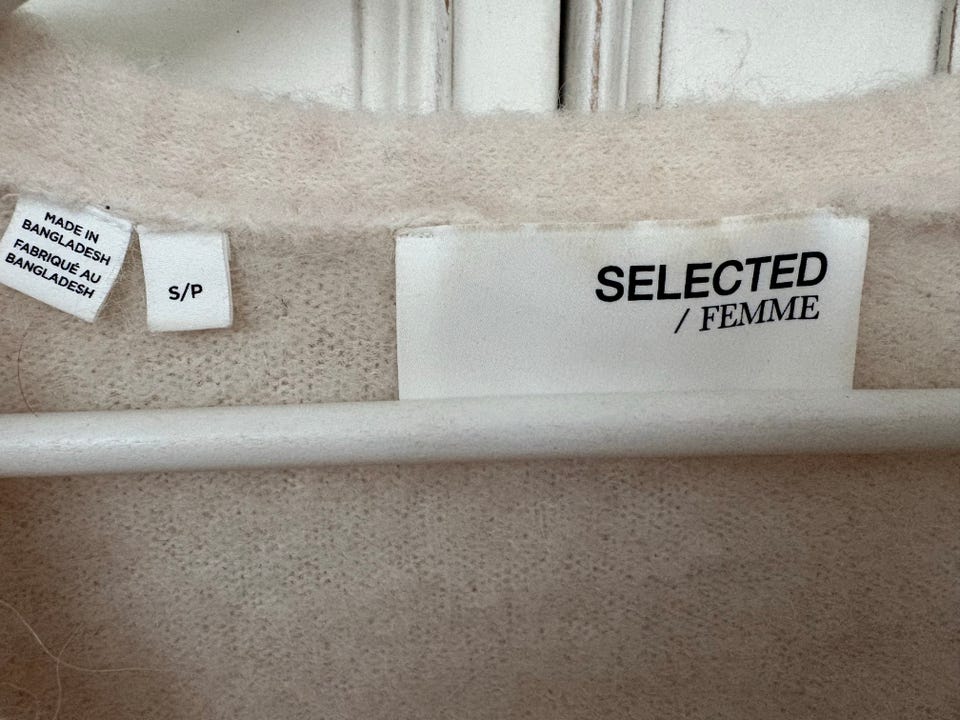 MADE IN
BANGLADESH
FABRIQUÉ AU
BANGLADESH
S/P
SELECTED
/ FEMME